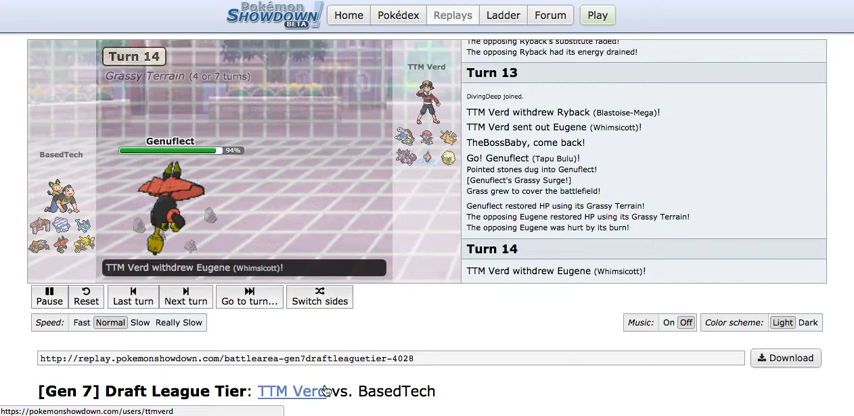 Pokémon
SHOWDOWN!
BETA
Home
Pokédex
Replays
Ladder
Forum
Play
Turn 14
Grassy Terrain (4 or 7 turns)
TTM Verd
BasedTech
Genuflect
94%
TTM Verd withdrew Eugene (Whimsicott)!
The opposing Ryback's substitute faded!
The opposing Ryback had its energy drained!
Turn 13
DivingDeep joined.
TTM Verd withdrew Ryback (Blastoise-Mega)!
TTM Verd sent out Eugene (Whimsicott)!
TheBossBaby, come back!
Go! Genuflect (Tapu Bulu)!
Pointed stones dug into Genuflect!
[Genuflect's Grassy Surge!]
Grass grew to cover the battlefield!
Genuflect restored HP using its Grassy Terrain!
The opposing Eugene restored HP using its Grassy Terrain!
The opposing Eugene was hurt by its burn!
Turn 14
TTM Verd withdrew Eugene (Whimsicott)!
Pause
Reset
Last turn
Next turn
Go to turn...
Switch sides
Speed: Fast Normal Slow Really Slow
Music: On Off
Color scheme: Light Dark
http://replay.pokemonshowdown.com/battlearea-gen7draftleaguetier-4028
Download
[Gen 7] Draft League Tier: TTM Verd vs. BasedTech
https://pokemonshowdown.com/users/ttmverd